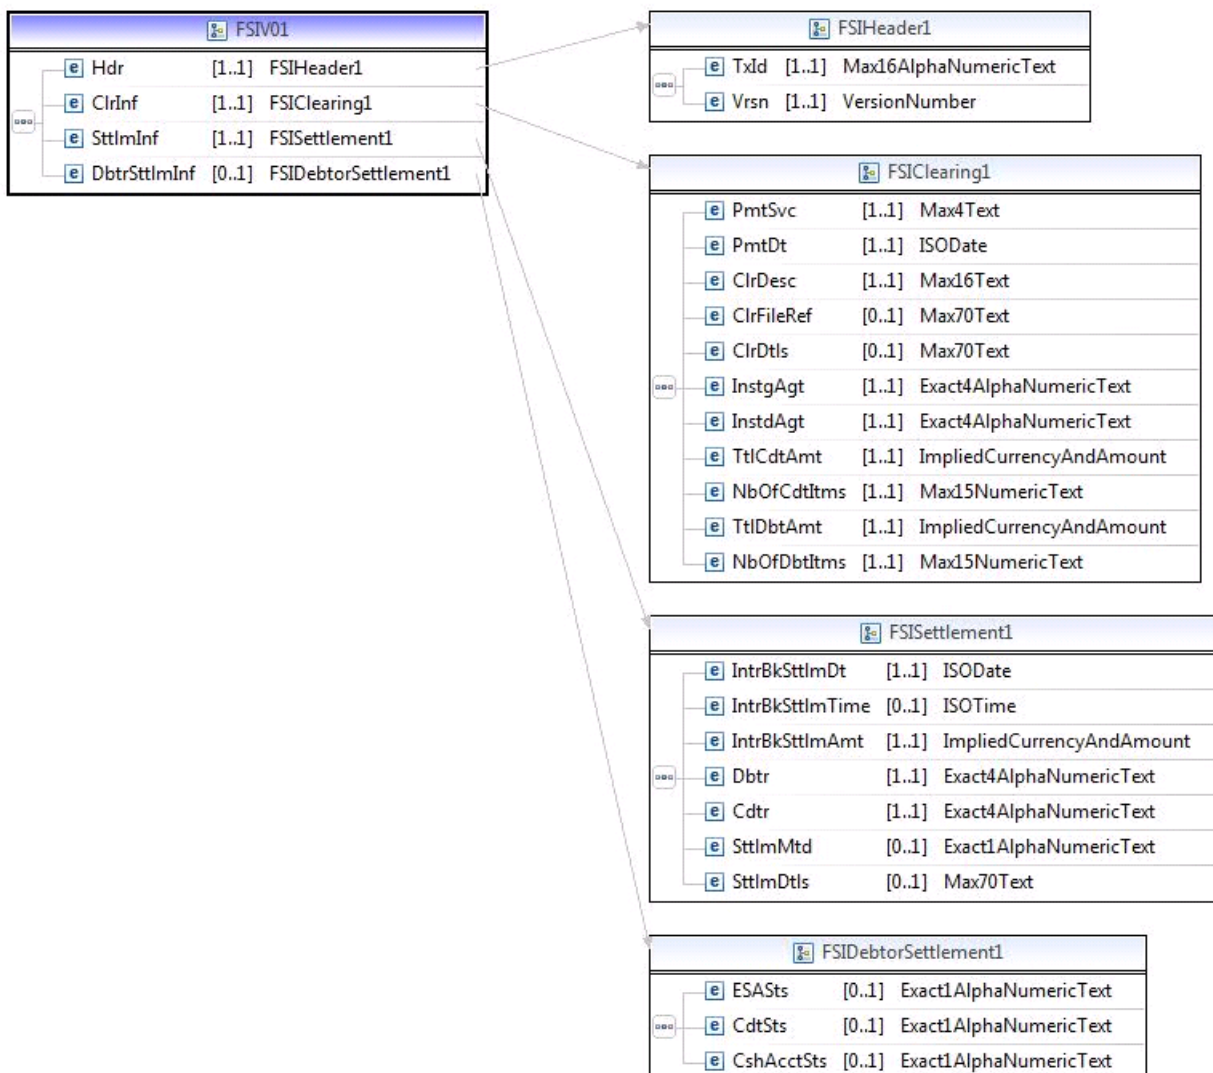 FSIV01
Hdr [1..1] FSIHeader1
ClrInf [1..1] FSIClearing1
SttlmInf [1..1] FSISettlement1
DbtrSttlmInf [0..1] FSIDebtorSettlement1
FSIHeader1
TxId [1..1] Max16AlphaNumericText
Vrsn [1..1] VersionNumber
FSIClearing1
PmtSvc [1..1] Max4Text
PmtDt [1..1] ISODate
ClrDesc [1..1] Max16Text
ClrFileRef [0..1] Max70Text
ClrDtls [0..1] Max70Text
InstgAgt [1..1] Exact4AlphaNumericText
InstdAgt [1..1] Exact4AlphaNumericText
TtlCdtAmt [1..1] ImpliedCurrencyAndAmount
NbOfCdtItms [1..1] Max15NumericText
TtlDbtAmt [1..1] ImpliedCurrencyAndAmount
NbOfDbtItms [1..1] Max15NumericText
FSISettlement1
IntrBkSttlmDt [1..1] ISODate
IntrBkSttlmTime [0..1] ISOTime
IntrBkSttlmAmt [1..1] ImpliedCurrencyAndAmount
Dbtr [1..1] Exact4AlphaNumericText
Cdtr [1..1] Exact4AlphaNumericText
SttlmMtd [0..1] Exact1AlphaNumericText
SttlmDtls [0..1] Max70Text
FSIDebtorSettlement1
ESASts [0..1] Exact1AlphaNumericText
CdtSts [0..1] Exact1AlphaNumericText
CshAcctSts [0..1] Exact1AlphaNumericText